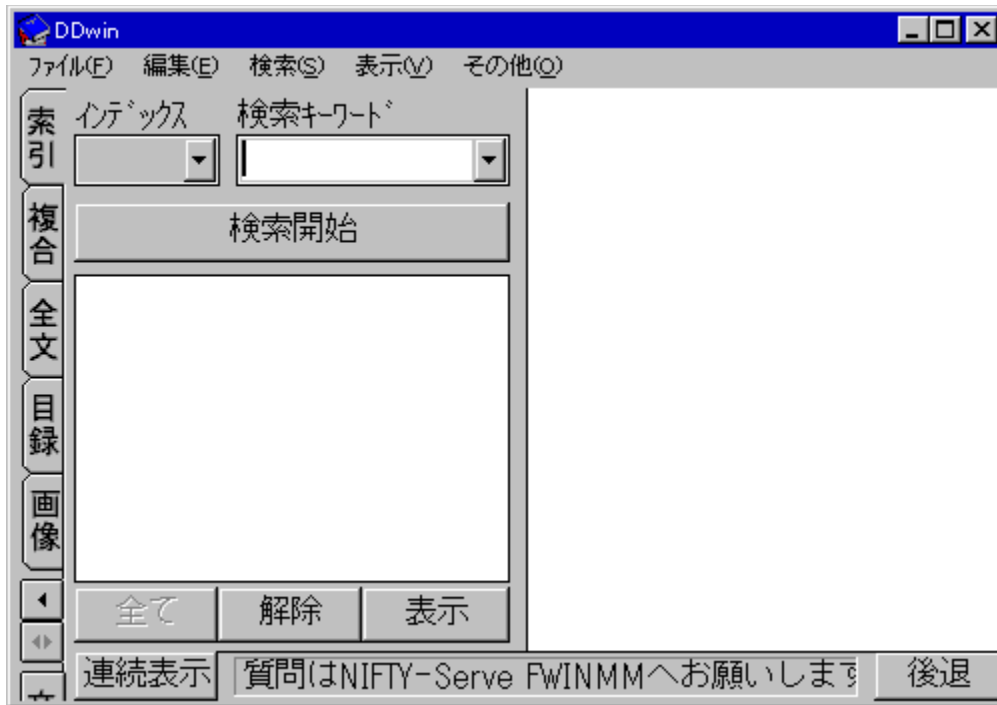 DDwin
ﾌｧｲﾙ(F) 編集(E) 検索(S) 表示(V) その他(O)
索引
ｲﾝﾃﾞｯｸｽ 検索ｷｰﾜｰﾄﾞ
複合
検索開始
全文
目録
画像
全て 解除 表示
連続表示 質問はNIFTY-Serve FWINMMへお願いします 後退